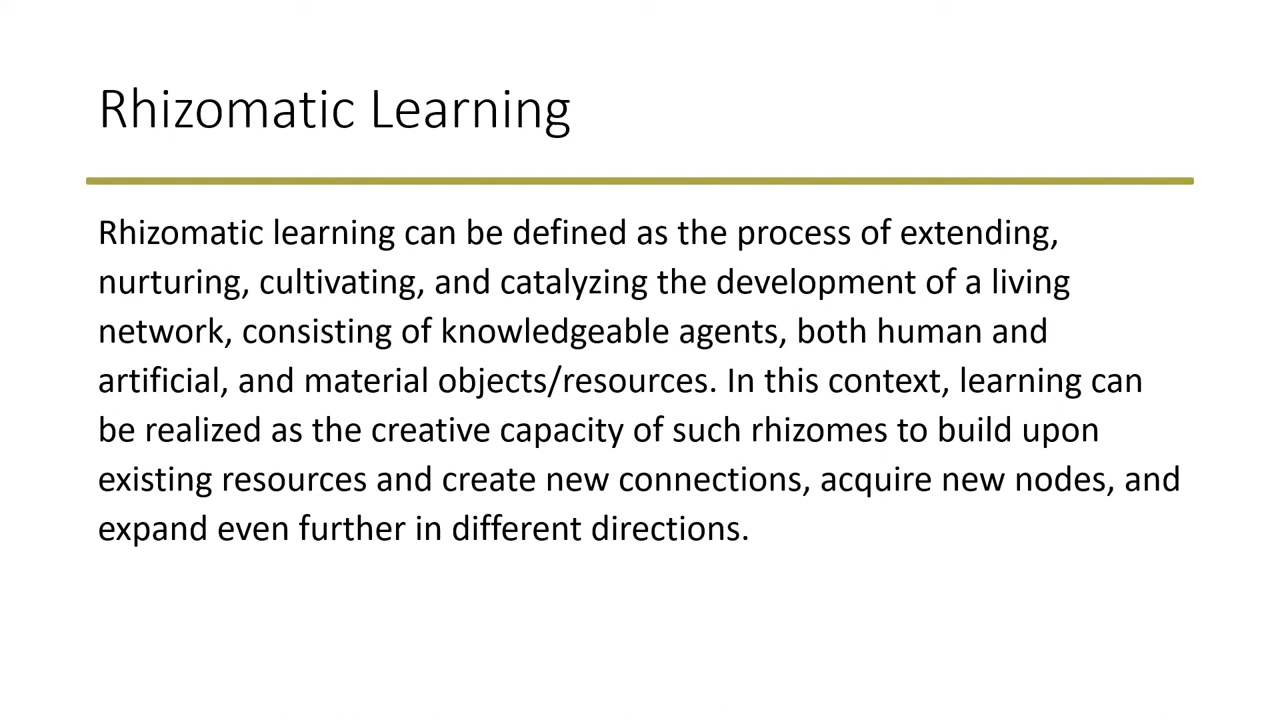 Rhizomatic Learning
Rhizomatic learning can be defined as the process of extending,
nurturing, cultivating, and catalyzing the development of a living
network, consisting of knowledgeable agents, both human and
artificial, and material objects/resources. In this context, learning can
be realized as the creative capacity of such rhizomes to build upon
existing resources and create new connections, acquire new nodes, and
expand even further in different directions.